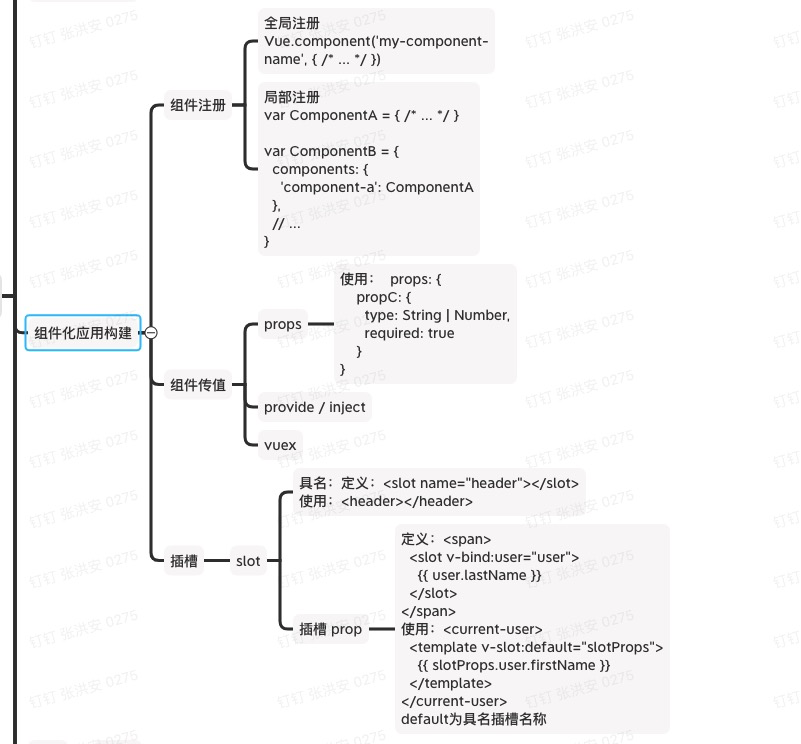 全局注册
Vue.component('my-component-
name', { /* ... */ })
组件注册
局部注册
var ComponentA = { /* ... */ }
var ComponentB = {
components: {
'component-a': ComponentA
},
// ...
}
组件化应用构建
组件传值
props
使用： props: {
propC: {
type: String | Number,
required: true
}
}
provide / inject
vuex
插槽
slot
具名：定义：<slot name="header"></slot>
使用：<header></header>
插槽 prop
定义：<span>
<slot v-bind:user="user">
{{ user.lastName }}
</slot>
</span>
使用：<current-user>
<template v-slot:default="slotProps">
{{ slotProps.user.firstName }}
</template>
</current-user>
default为具名插槽名称
钉钉 张洪安 0275